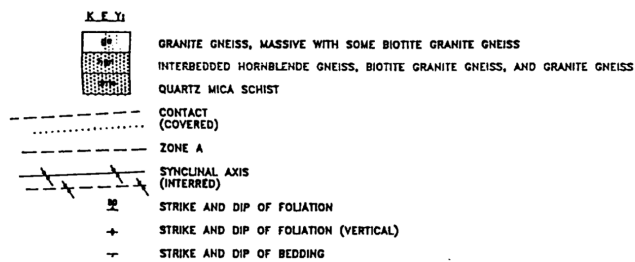 K E Y:
GRANITE GNEISS, MASSIVE WITH SOME BIOTITE GRANITE GNEISS
INTERBEDDED HORNBLENDE GNEISS, BIOTITE GRANITE GNEISS, AND GRANITE GNEISS
QUARTZ MICA SCHIST
CONTACT
(COVERED)
ZONE A
SYNCLINAL AXIS
(INTERRED)
STRIKE AND DIP OF FOLIATION
STRIKE AND DIP OF FOLIATION (VERTICAL)
STRIKE AND DIP OF BEDDING